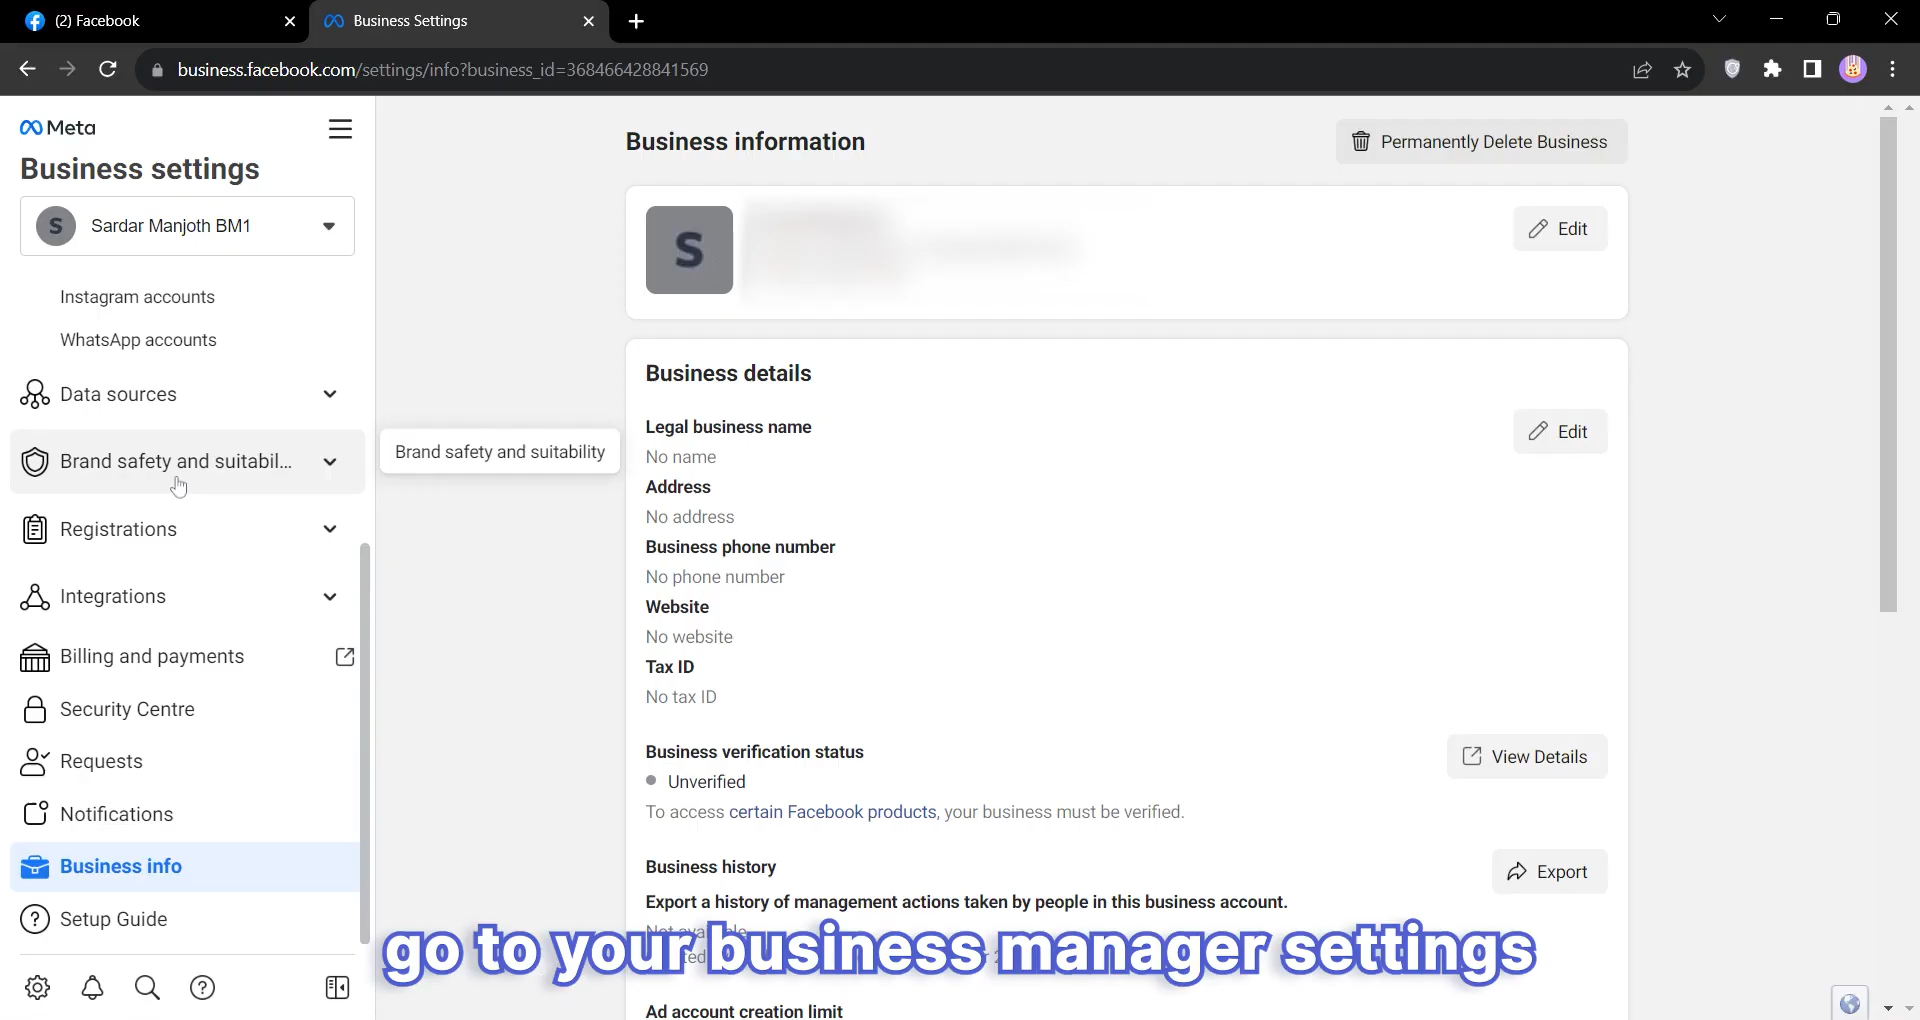 (2) Facebook
Business Settings
business.facebook.com/settings/info?business_id=368466428841569
Meta
Business settings
S
Sardar Manjoth BM1
Instagram accounts
WhatsApp accounts
Data sources
Brand safety and suitabil...
Registrations
Integrations
Billing and payments
Security Centre
Requests
Notifications
Business info
Setup Guide
Brand safety and suitability
Business information
Permanently Delete Business
S
Edit
Business details
Legal business name
Edit
No name
Address
No address
Business phone number
No phone number
Website
No website
Tax ID
No tax ID
Business verification status
View Details
Unverified
To access certain Facebook products, your business must be verified.
Business history
Export
Export a history of management actions taken by people in this business account.
go to your business manager settings
Ad account creation limit